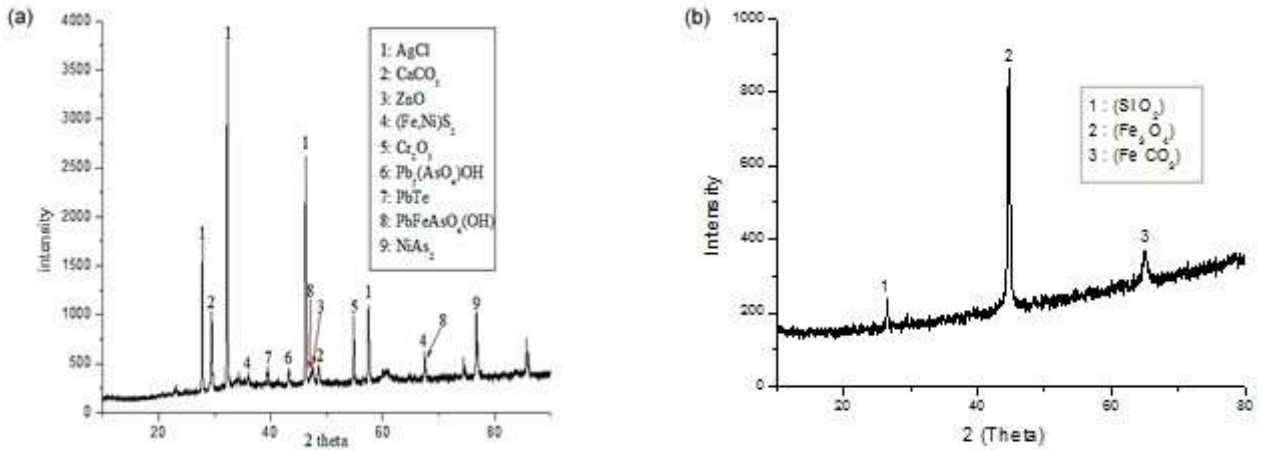 (a)
4000
3500
3000
2500
2000
1500
1000
500
0
intensity
20
40
60
80
2 theta
1
2
1
4
7
6
1
8
3
2
5
1
4
8
9
1: AgCl
2: CaCO₃
3: ZnO
4: (Fe,Ni)S₂
5: Cr₂O₃
6: Pb₅(AsO₄)OH
7: PbTe
8: PbFeAsO₄(OH)
9: NiAs₂
(b)
1000
800
600
400
200
0
Intensity
20
40
60
80
2 (Theta)
1
2
3
1 : (SiO₂)
2 : (Fe₃O₄)
3 : (Fe CO₃)